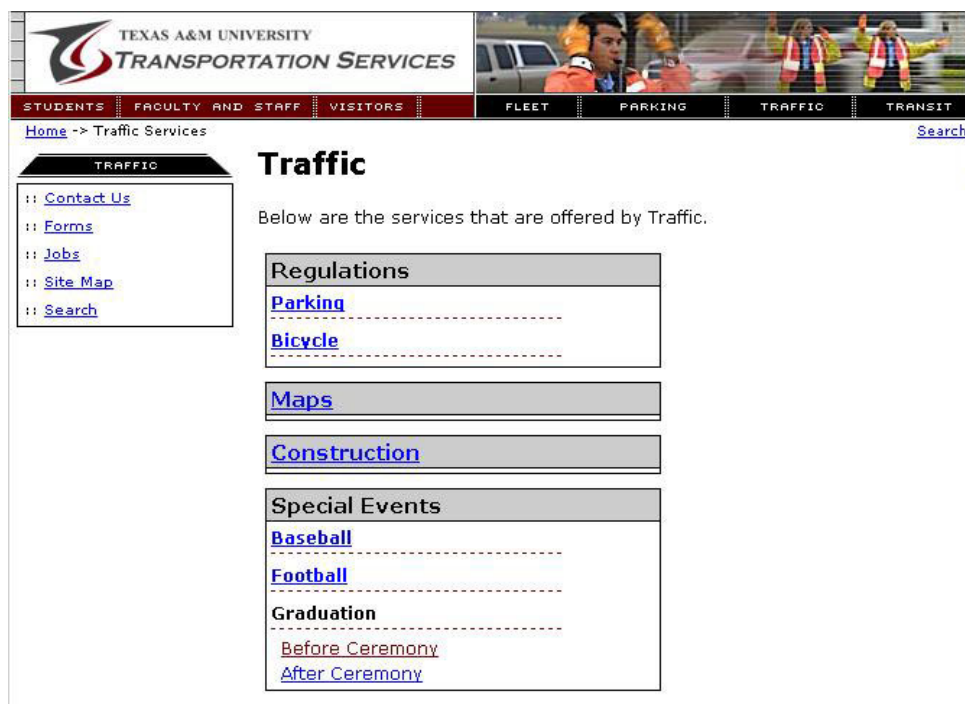 TEXAS A&M UNIVERSITY
TRANSPORTATION SERVICES
STUDENTS FACULTY AND STAFF VISITORS FLEET PARKING TRAFFIC TRANSIT
Home -> Traffic Services Search
TRAFFIC
:: Contact Us
:: Forms
:: Jobs
:: Site Map
:: Search
Traffic
Below are the services that are offered by Traffic.
Regulations
Parking
Bicycle
Maps
Construction
Special Events
Baseball
Football
Graduation
Before Ceremony
After Ceremony